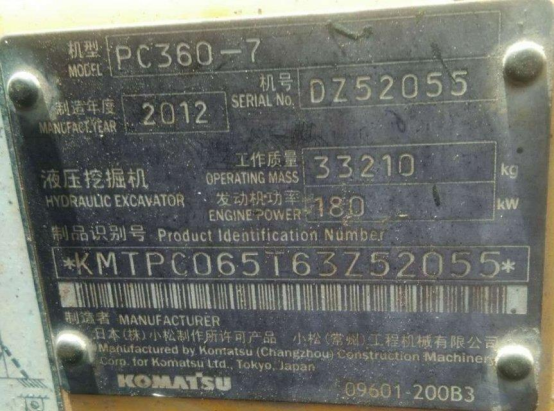 机型 MODEL PC360-7
机号 SERIAL No. DZ52055
制造年度 MANUFACT.YEAR 2012
工作质量 OPERATING MASS 33210 kg
液压挖掘机 HYDRAULIC EXCAVATOR
发动机功率 ENGINE POWER 180 kW
制品识别号 Product Identification Number
*KMTPC065T63Z52055*
制造者 MANUFACTURER
日本(株)小松制作所许可产品 小松(常州)工程机械有限公司
Manufactured by Komatsu (Changzhou) Construction Machinery
Corp. for Komatsu Ltd., Tokyo, Japan
KOMATSU
09601-200B3